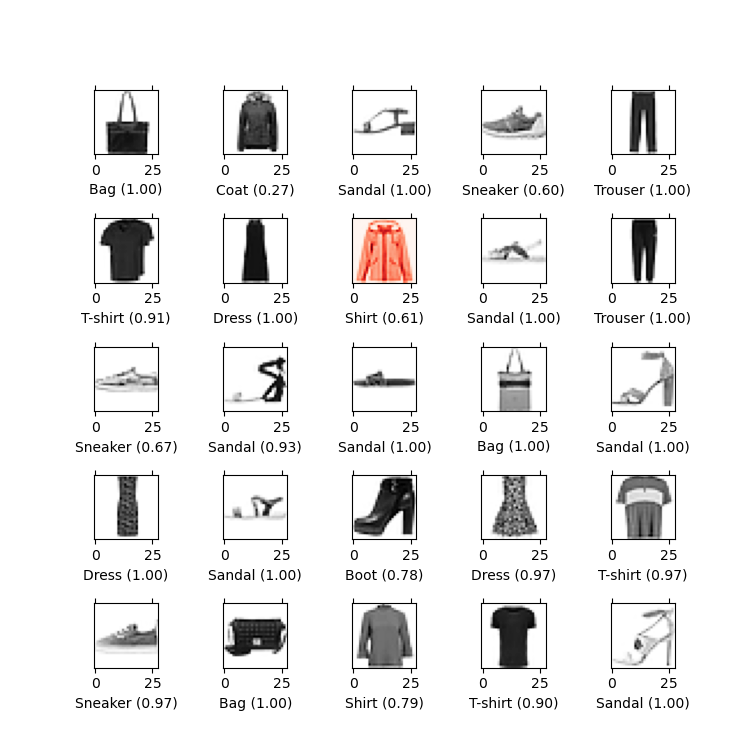 0 25 0 25 0 25 0 25 0 25
Bag (1.00) Coat (0.27) Sandal (1.00) Sneaker (0.60) Trouser (1.00)
0 25 0 25 0 25 0 25 0 25
T-shirt (0.91) Dress (1.00) Shirt (0.61) Sandal (1.00) Trouser (1.00)
0 25 0 25 0 25 0 25 0 25
Sneaker (0.67) Sandal (0.93) Sandal (1.00) Bag (1.00) Sandal (1.00)
0 25 0 25 0 25 0 25 0 25
Dress (1.00) Sandal (1.00) Boot (0.78) Dress (0.97) T-shirt (0.97)
0 25 0 25 0 25 0 25 0 25
Sneaker (0.97) Bag (1.00) Shirt (0.79) T-shirt (0.90) Sandal (1.00)